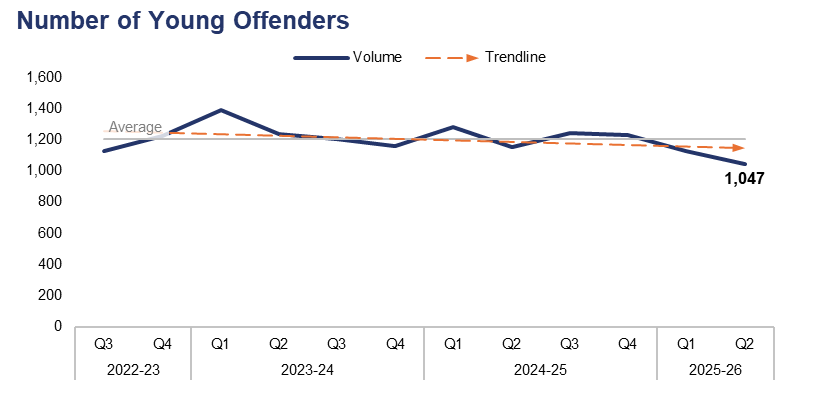 Number of Young Offenders
Volume Trendline
1,600
1,400
Average
1,200
1,000
1,047
800
600
400
200
0
Q3 Q4 Q1 Q2 Q3 Q4 Q1 Q2 Q3 Q4 Q1 Q2
2022-23 2023-24 2024-25 2025-26